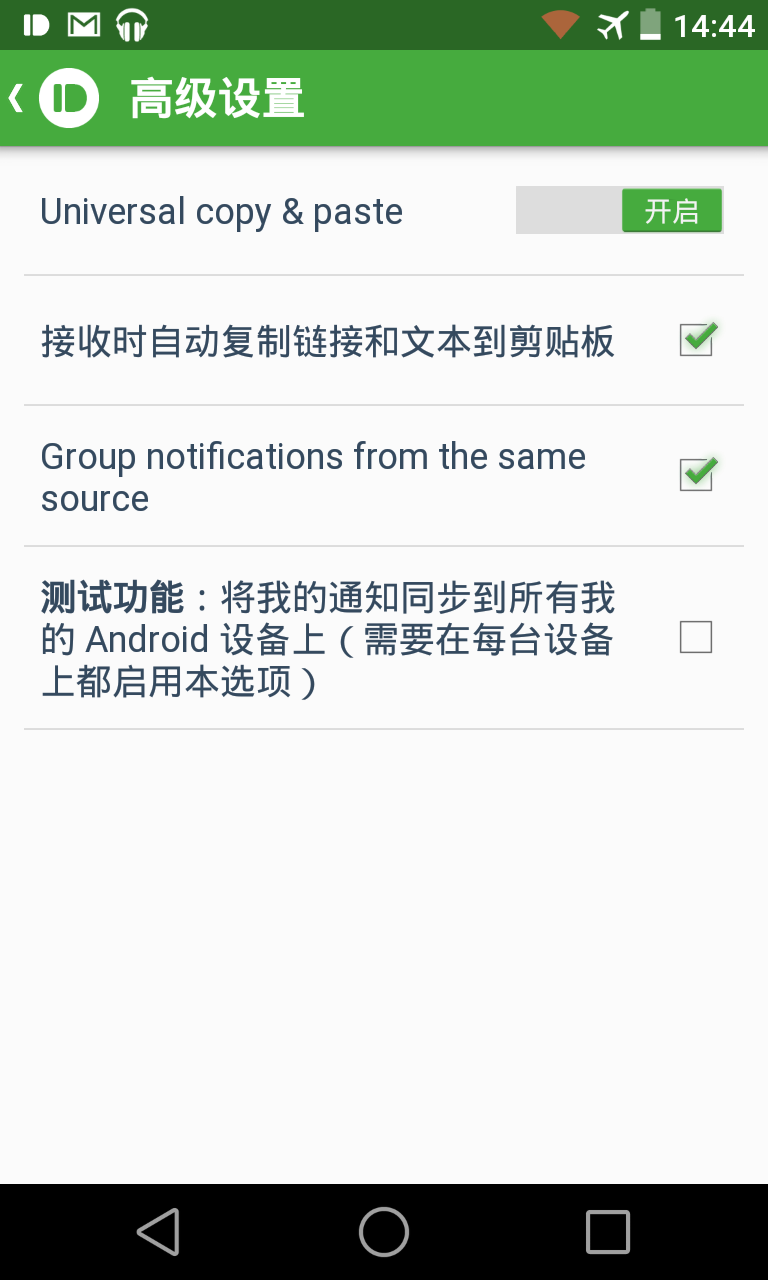 14:44
高级设置
Universal copy & paste
开启
接收时自动复制链接和文本到剪贴板
Group notifications from the same
source
测试功能：将我的通知同步到所有我
的 Android 设备上（需要在每台设备
上都启用本选项）